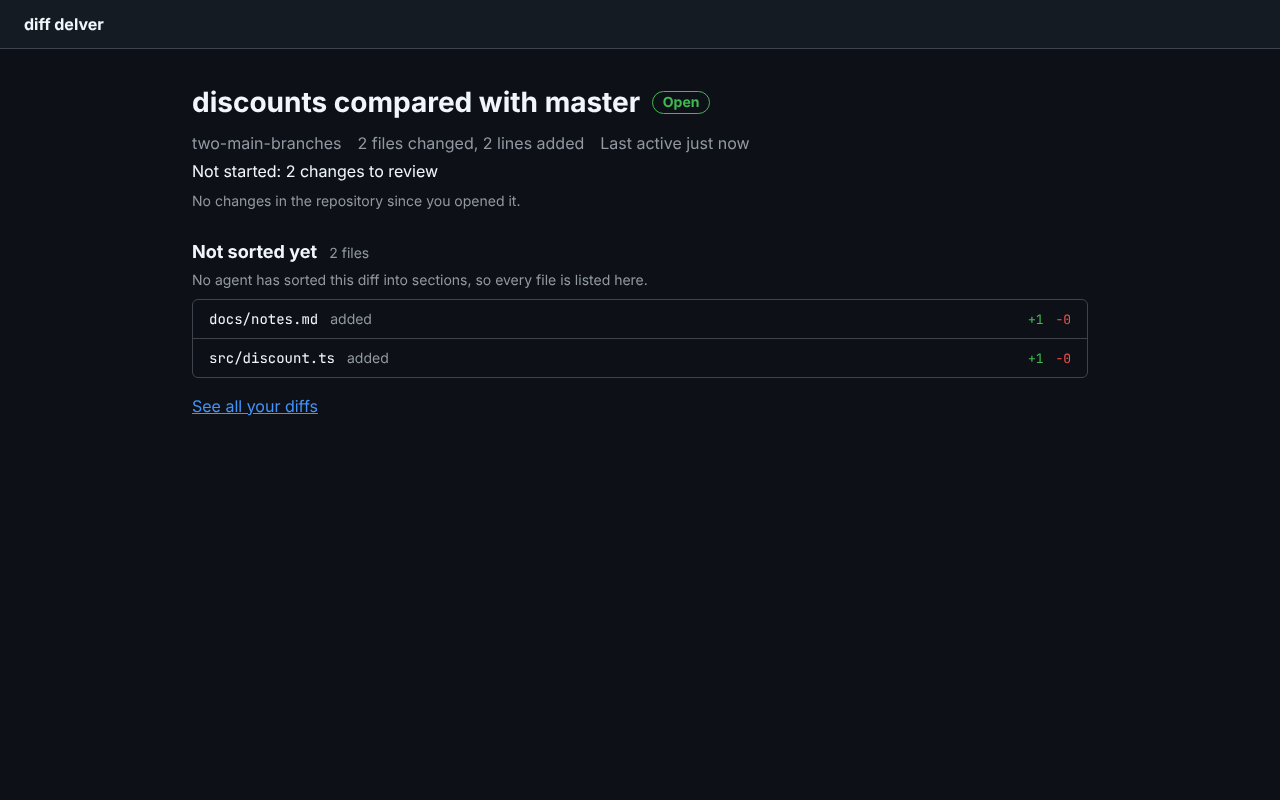 diff delver
discounts compared with master Open
two-main-branches 2 files changed, 2 lines added Last active just now
Not started: 2 changes to review
No changes in the repository since you opened it.
Not sorted yet 2 files
No agent has sorted this diff into sections, so every file is listed here.
docs/notes.md added +1 -0
src/discount.ts added +1 -0
See all your diffs